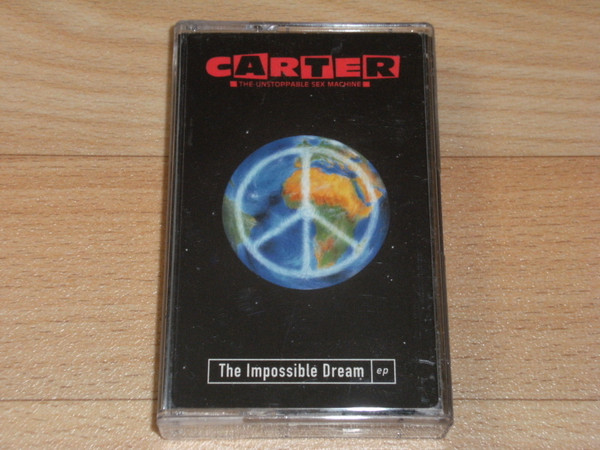 CARTER
THE UNSTOPPABLE SEX MACHINE
The Impossible Dream ep